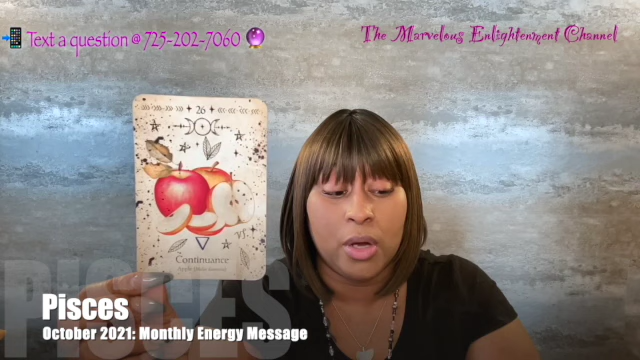 Text a question @ 725-202-7060
The Marvelous Enlightenment Channel
26
Continuance
PISCES
Pisces
October 2021: Monthly Energy Message